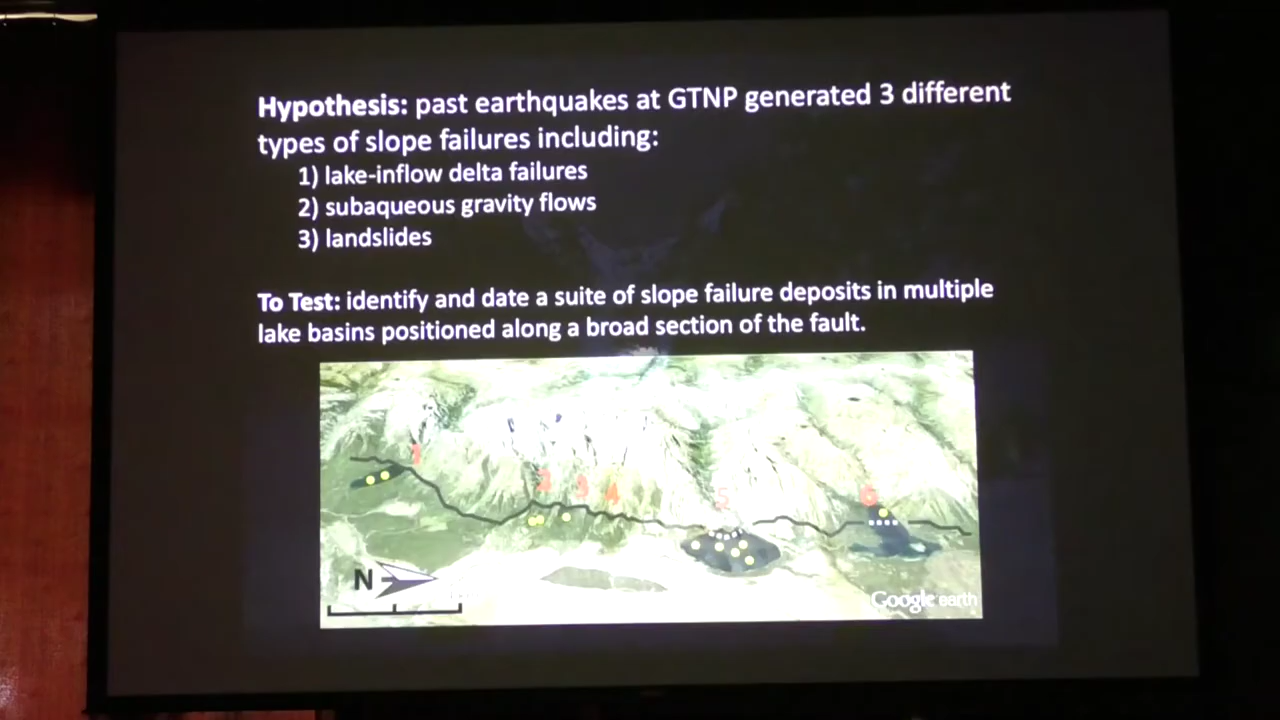 Hypothesis: past earthquakes at GTNP generated 3 different
types of slope failures including:
1) lake-inflow delta failures
2) subaqueous gravity flows
3) landslides
To Test: identify and date a suite of slope failure deposits in multiple
lake basins positioned along a broad section of the fault.
1
2 3 4 5 6
N
Google earth